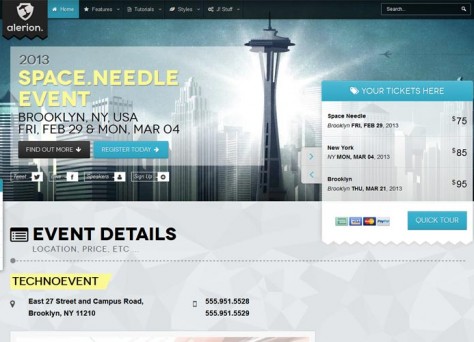 alerion.
Home
Features
Tutorials
Styles
J! Stuff
Search...
2013
SPACE.NEEDLE
EVENT
BROOKLYN, NY, USA
FRI, FEB 29 & MON, MAR 04
FIND OUT MORE
REGISTER TODAY
Tweet
Like
Speakers
Sign Up
YOUR TICKETS HERE
Space Needle
Brooklyn FRI, FEB 29, 2013
$75
New York
NY MON, MAR 04, 2013
$85
Brooklyn
Brooklyn THU, MAR 21, 2013
$95
VISA
PayPal
QUICK TOUR
EVENT DETAILS
LOCATION, PRICE, ETC...
TECHNOEVENT
East 27 Street and Campus Road,
Brooklyn, NY 11210
555.951.5528
555.951.5529